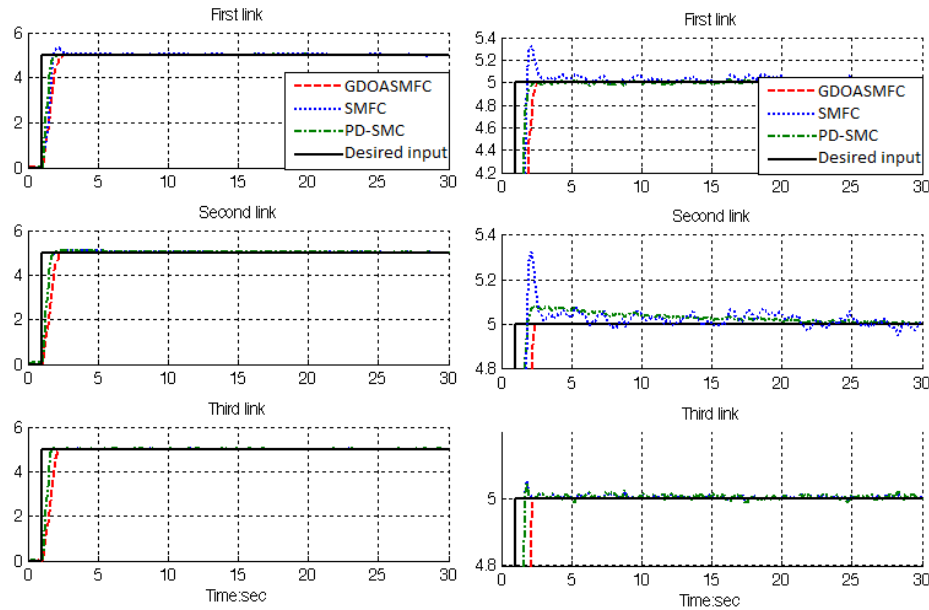 First link
6
4
2
0
0 5 10 15 20 25 30
GDOASMFC
SMFC
PD-SMC
Desired input
Second link
6
4
2
0
0 5 10 15 20 25 30
Third link
6
4
2
0
0 5 10 15 20 25 30
Time:sec
First link
5.4
5.2
5
4.8
4.6
4.4
4.2
0 5 10 15 20 25 30
GDOASMFC
SMFC
PD-SMC
Desired input
Second link
5.4
5.2
5
4.8
0 5 10 15 20 25 30
Third link
5
4.8
0 5 10 15 20 25 30
Time:sec